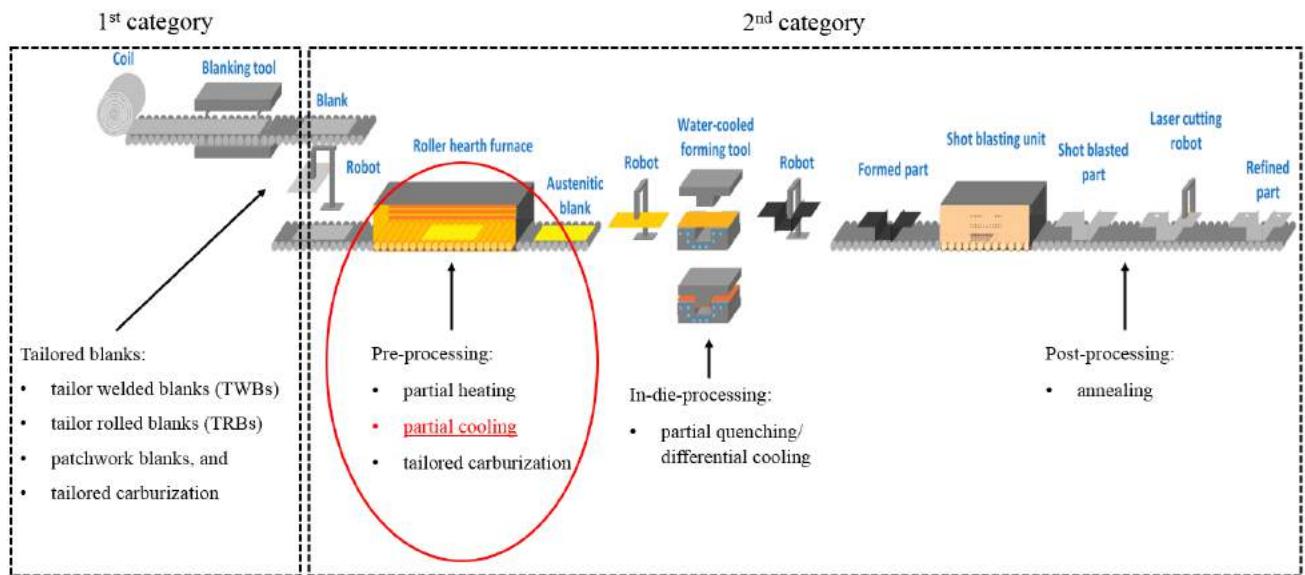 1st category
2nd category
Coil
Blanking tool
Blank
Robot
Roller hearth furnace
Austenitic
blank
Robot
Water-cooled
forming tool
Robot
Formed part
Shot blasting unit
Shot blasted
part
Laser cutting
robot
Refined
part
Tailored blanks:
• tailor welded blanks (TWBs)
• tailor rolled blanks (TRBs)
• patchwork blanks, and
• tailored carburization
Pre-processing:
• partial heating
• partial cooling
• tailored carburization
In-die-processing:
• partial quenching/
differential cooling
Post-processing:
• annealing